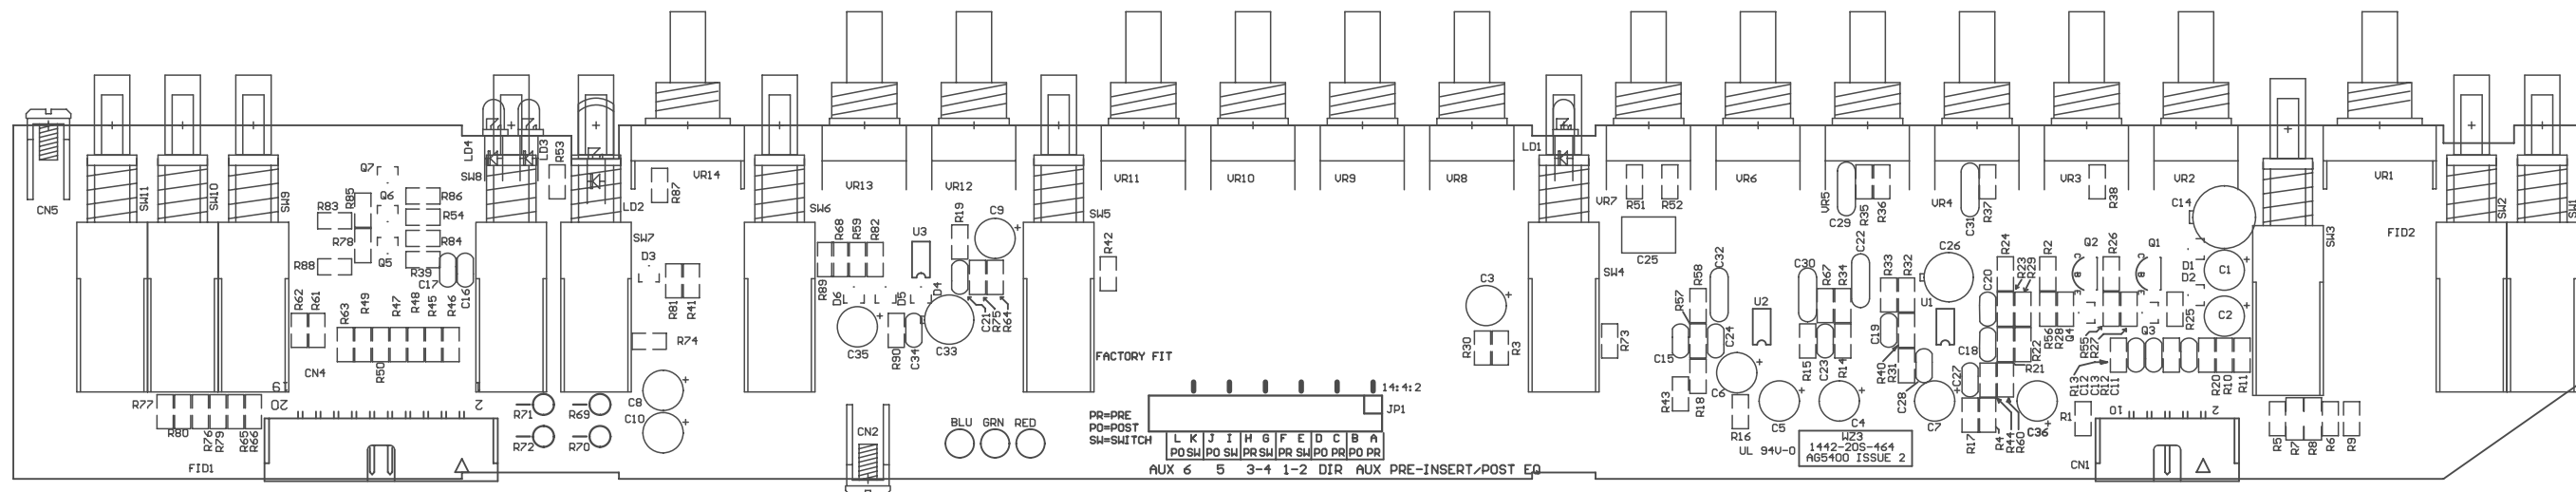 LD4
LD3
R53
LD1
Q7
R85
Q6
R86
SW8
SW11
SW10
SW9
CN5
R83
R54
LD2
R87
VR14
VR13
VR12
VR11
VR10
VR9
VR8
VR7
R51
R52
VR6
VR5
C29
R35
R36
VR4
C31
R37
VR3
R38
VR2
C14
VR1
SW2
SW1
SW3
FID2
R78
R84
Q5
R88
R39
C17
C16
SW7
D3
SW6
R68
R59
R82
U3
R19
C9
SW5
R42
R89
D6
D5
D4
C21
R75
R64
C25
SW4
R58
C32
R57
C30
R67
R34
C22
R33
R32
C26
U1
C20
R24
R23
R29
R2
Q2
R26
Q1
D1
D2
C1
C2
R62
R61
R63
R49
R47
R48
R45
R46
R50
CN4
R81
R41
R74
C35
R90
C34
C33
C3
R30
R3
R73
C15
C24
U2
R15
C23
R14
C19
R40
R31
C18
R22
R21
R56
R28
Q4
R55
R27
Q3
R25
R13
C12
C13
R12
C11
R20
R10
R11
FACTORY FIT
19
20
1
2
R77
R80
R76
R79
R65
R66
R71
R72
R69
R70
C8
C10
FID1
CN2
BLU GRN RED
PR=PRE
PO=POST
SW=SWITCH
14:4:2
JP1
L K J I H G F E D C B A
PO SW PO SW PR SW PR SW PO PR PO PR
AUX 6 5 3-4 1-2 DIR AUX PRE-INSERT/POST EQ
R43
R18
C6
R16
C5
C4
C28
C7
C27
R17
R4
R44
R60
C36
R1
10
2
CN1
R5
R7
R8
R6
R9
UL 94V-0
WZ3
1442-20S-464
AG5400 ISSUE 2